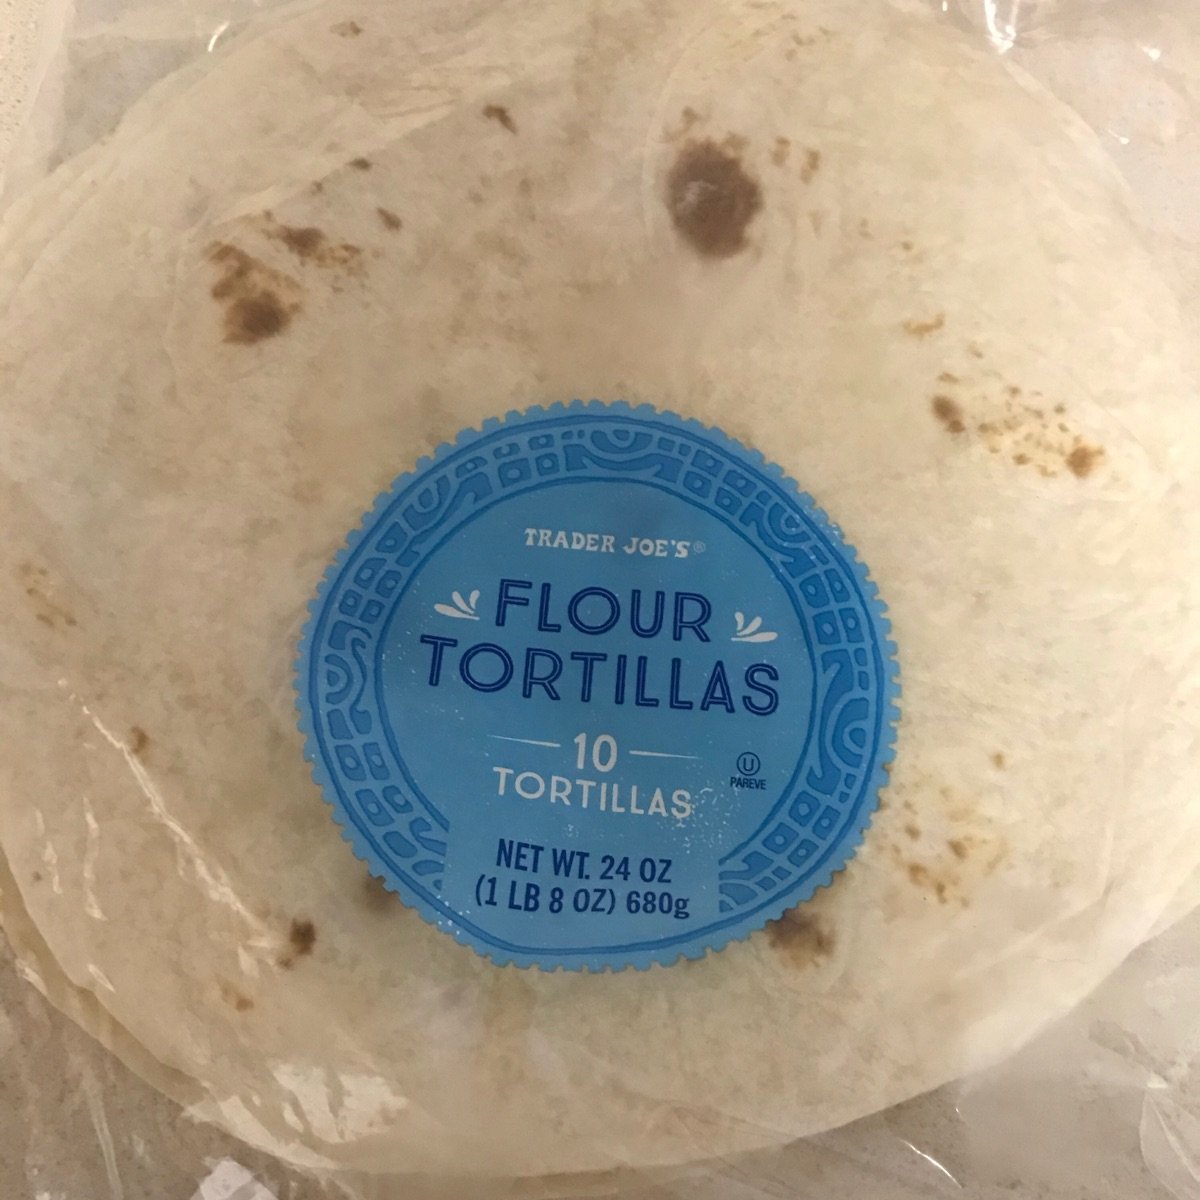 TRADER JOE'S®
FLOUR
TORTILLAS
10
TORTILLAS
U
PAREVE
NET WT. 24 OZ
(1 LB 8 OZ) 680g